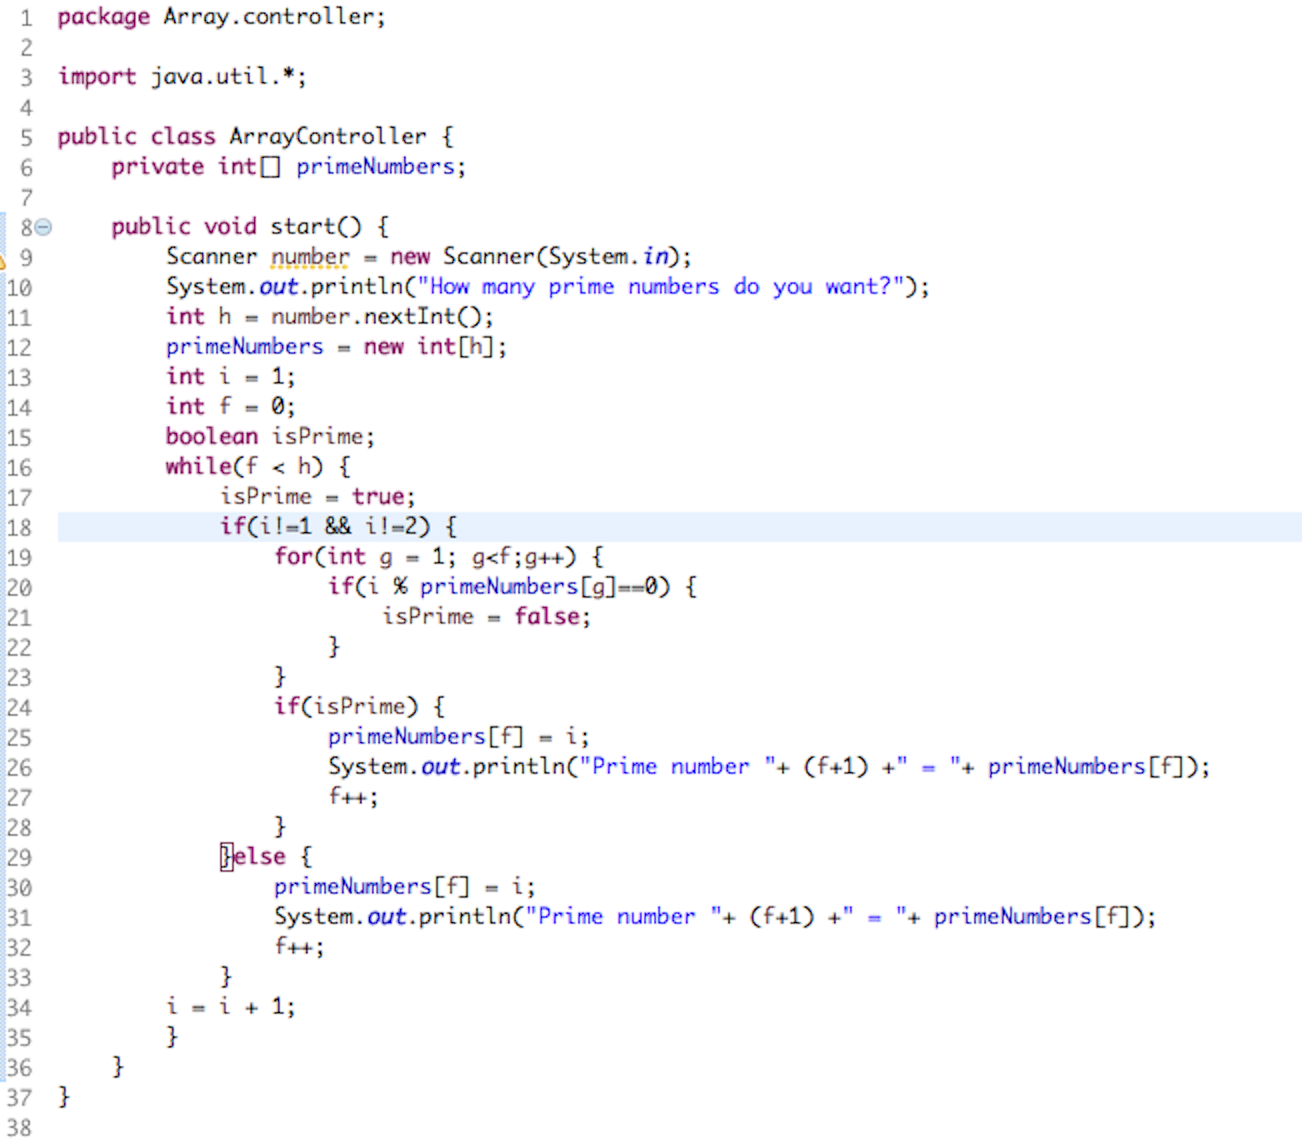 1 package Array.controller;
2
3 import java.util.*;
4
5 public class ArrayController {
6     private int[] primeNumbers;
7
8     public void start() {
9         Scanner number = new Scanner(System.in);
10         System.out.println("How many prime numbers do you want?");
11         int h = number.nextInt();
12         primeNumbers = new int[h];
13         int i = 1;
14         int f = 0;
15         boolean isPrime;
16         while(f < h) {
17             isPrime = true;
18             if(i!=1 && i!=2) {
19                 for(int g = 1; g<f;g++) {
20                     if(i % primeNumbers[g]==0) {
21                         isPrime = false;
22                     }
23                 }
24                 if(isPrime) {
25                     primeNumbers[f] = i;
26                     System.out.println("Prime number "+ (f+1) +" = "+ primeNumbers[f]);
27                     f++;
28                 }
29             }else {
30                 primeNumbers[f] = i;
31                 System.out.println("Prime number "+ (f+1) +" = "+ primeNumbers[f]);
32                 f++;
33             }
34         i = i + 1;
35         }
36     }
37 }
38